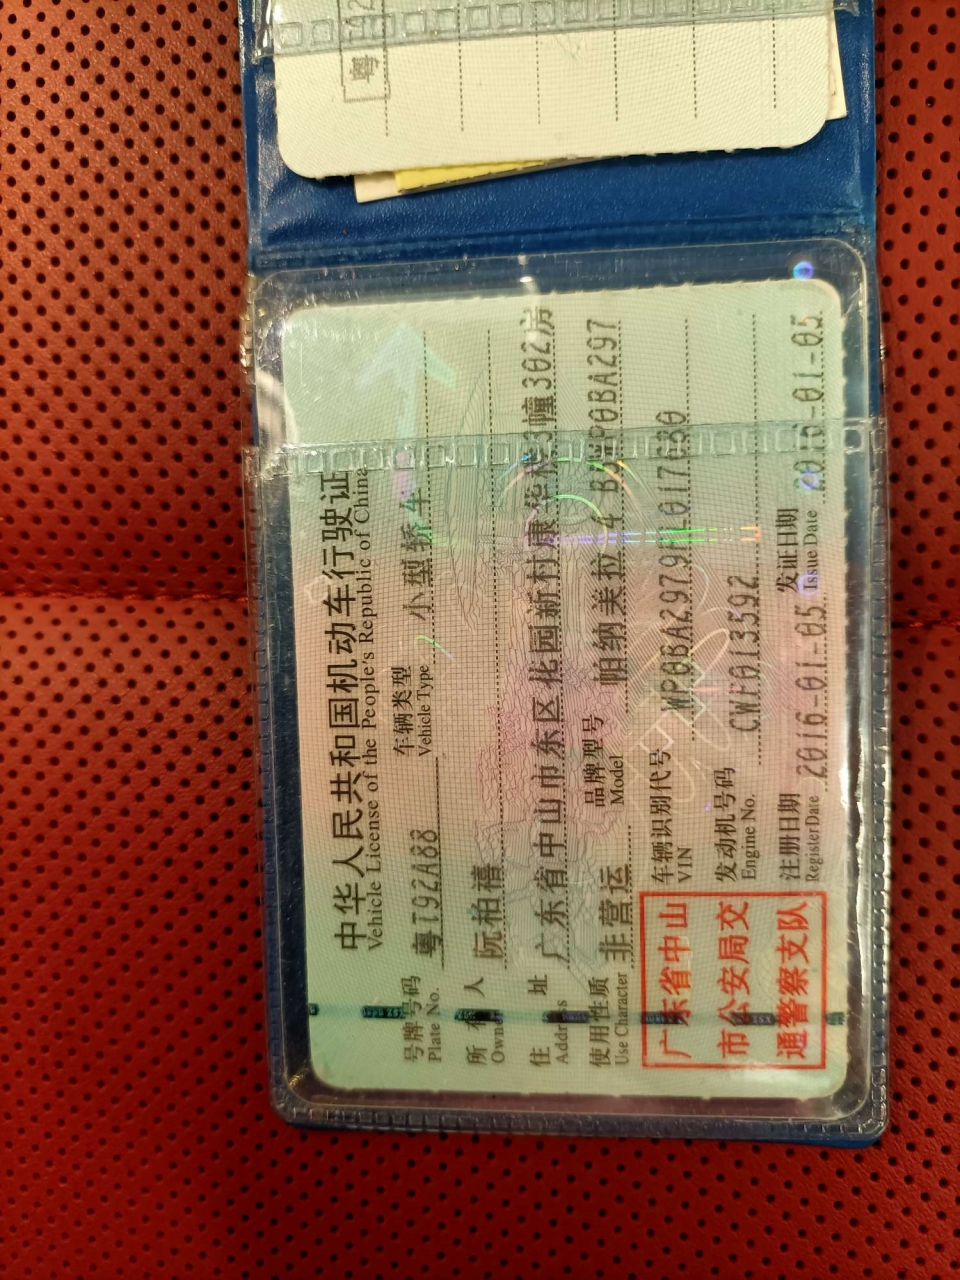 中华人民共和国机动车行驶证
Vehicle License of the People's Republic of China
号牌号码 粤T92A88 车辆类型 小型轿车
Plate No. Vehicle Type
所有人 阮柏禧
Owner
住址 广东省中山市东区花园新村康华 幢302房
Address
使用性质 非营运 品牌型号 帕纳美拉 4
Use Character Model
车辆识别代号
VIN
发动机号码 CWF013592
Engine No.
注册日期 2016-01-05 发证日期 2016-01-05
Register Date Issue Date
广东省中山
市公安局交
通警察支队
粤